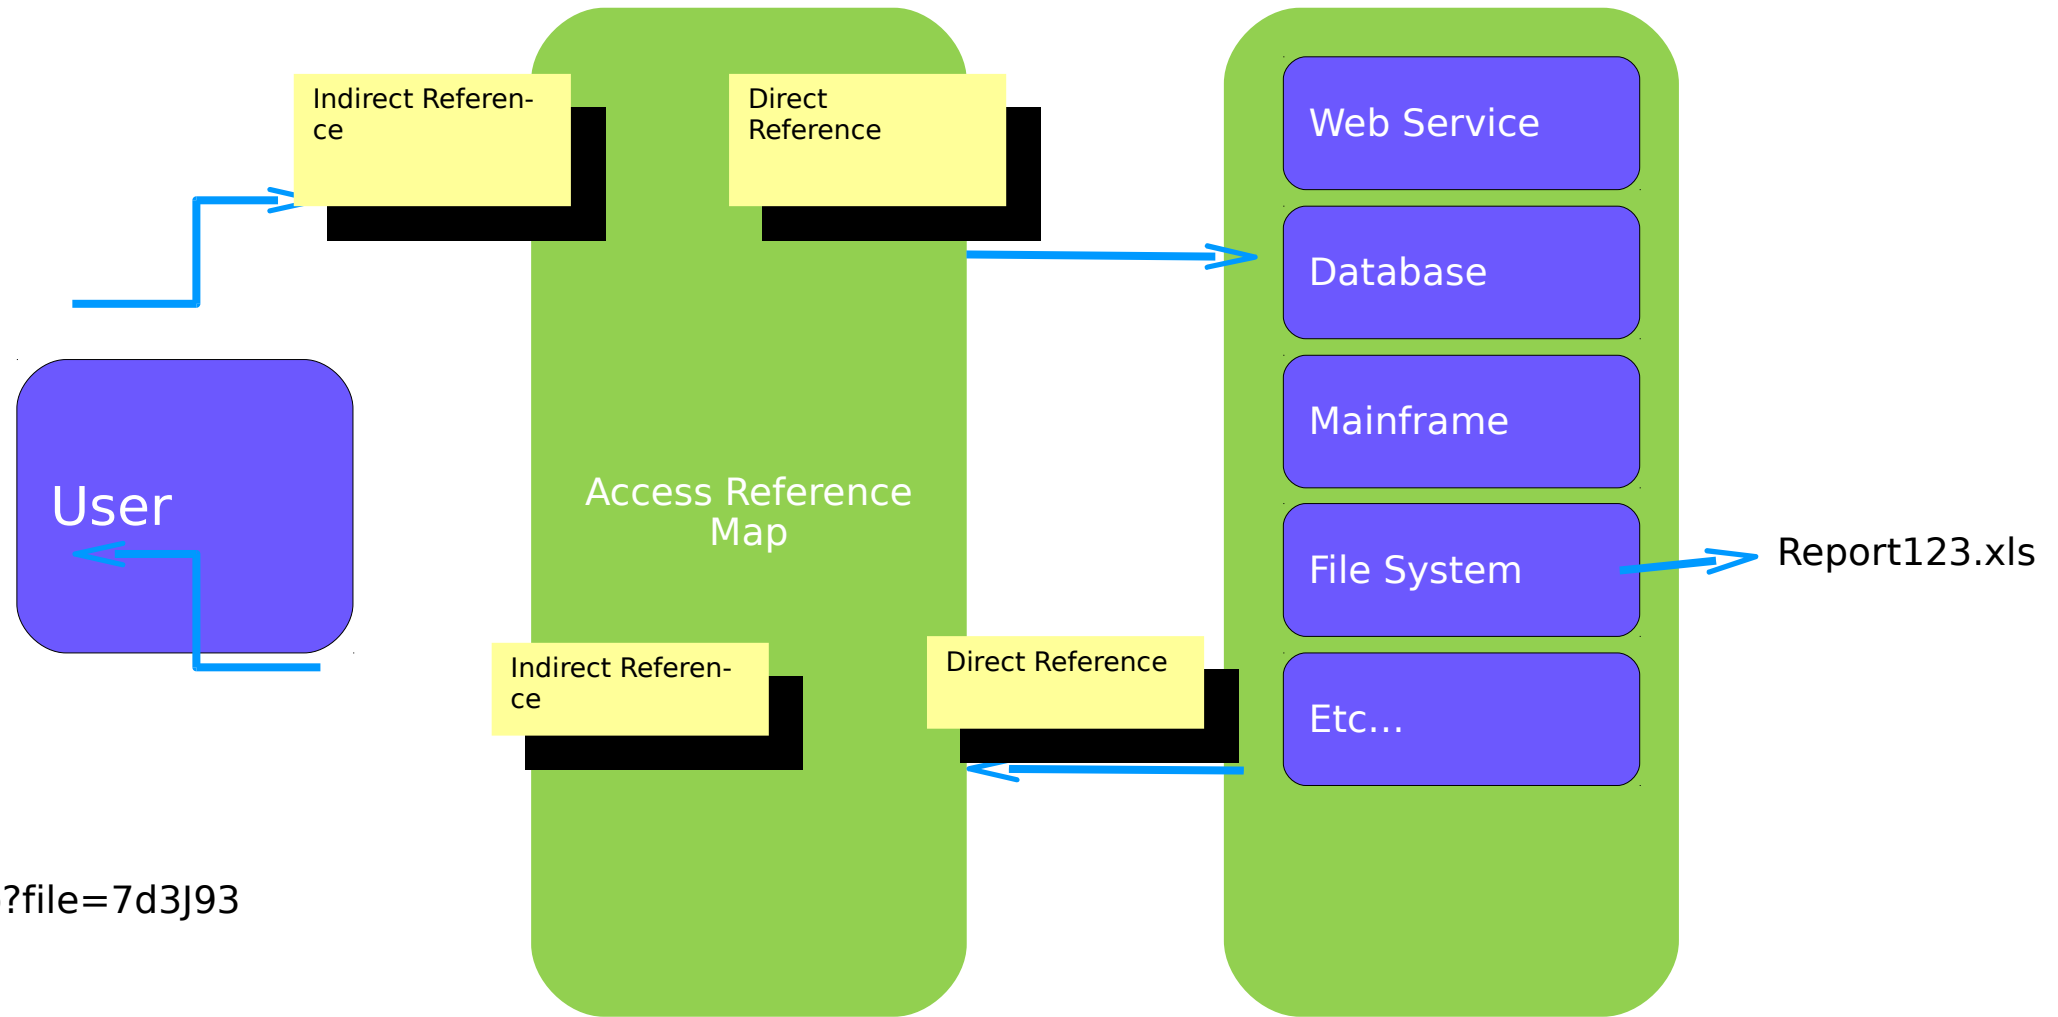 Indirect Referen-
ce
Direct
Reference
Web Service
Database
Mainframe
User
Access Reference
Map
File System
Report123.xls
Indirect Referen-
ce
Direct Reference
Etc...
?file=7d3J93